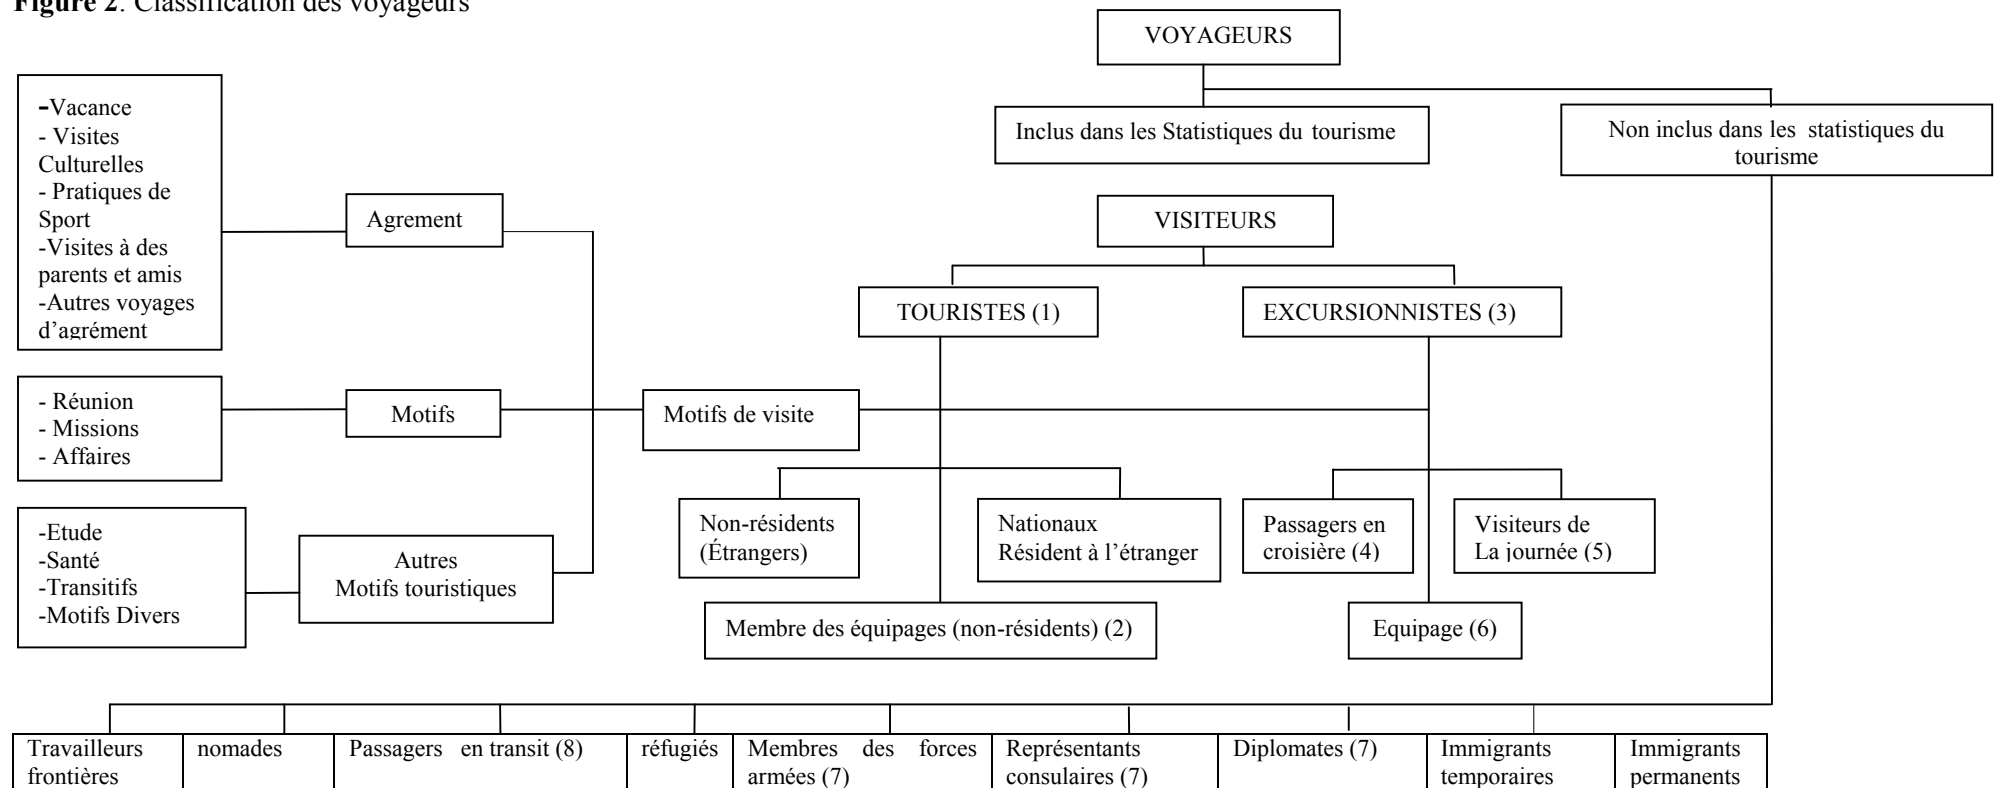 Figure 2: Classification des voyageurs
VOYAGEURS
Inclus dans les Statistiques du tourisme
Non inclus dans les statistiques du
tourisme
-Vacance
- Visites
Culturelles
- Pratiques de
Sport
-Visites à des
parents et amis
-Autres voyages
d’agrément
Agrement
VISITEURS
TOURISTES (1)
EXCURSIONNISTES (3)
- Réunion
- Missions
- Affaires
Motifs
Motifs de visite
-Etude
-Santé
-Transitifs
-Motifs Divers
Autres
Motifs touristiques
Non-résidents
(Étrangers)
Nationaux
Résident à l’étranger
Passagers en
croisière (4)
Visiteurs de
La journée (5)
Membre des équipages (non-résidents) (2)
Equipage (6)
Travailleurs
frontières
nomades
Passagers en transit (8)
réfugiés
Membres des forces
armées (7)
Représentants
consulaires (7)
Diplomates (7)
Immigrants
temporaires
Immigrants
permanents